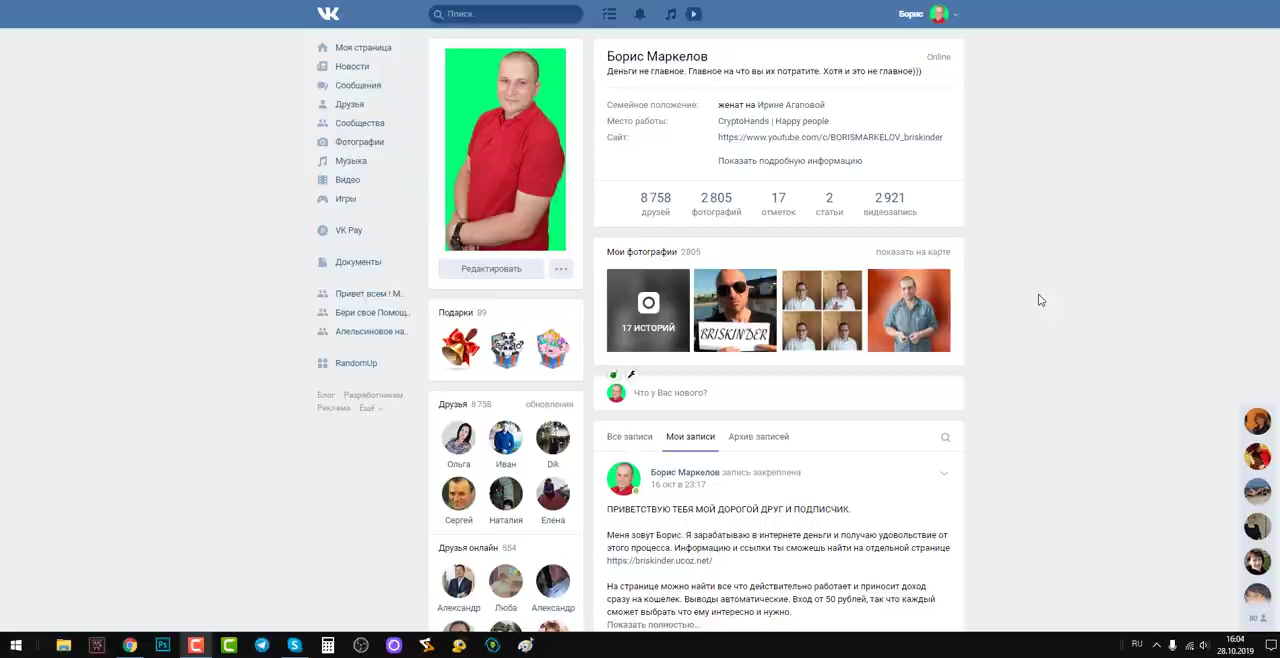 VK
Поиск
Борис
Моя страница
Новости
Сообщения
Друзья
Сообщества
Фотографии
Музыка
Видео
Игры
VK Pay
Документы
Привет всем ! М..
Бери свое Помощ..
Апельсиновое на..
RandomUp
Блог Разработчикам
Реклама Ещё
Редактировать
Подарки 89
Друзья 8 758 обновления
Ольга Иван Dik
Сергей Наталия Елена
Друзья онлайн 554
Александр Люба Александр
Борис Маркелов Online
Деньги не главное. Главное на что вы их потратите. Хотя и это не главное)))
Семейное положение: женат на Ирине Агаповой
Место работы: CryptoHands | Happy people
Сайт: https://www.youtube.com/c/BORISMARKELOV_briskinder
Показать подробную информацию
8 758 2 805 17 2 2 921
друзей фотографий отметок статьи видеозапись
Мои фотографии 2805 показать на карте
17 ИСТОРИЙ
BRISKINDER
Что у Вас нового?
Все записи Мои записи Архив записей
Борис Маркелов запись закреплена
16 окт в 23:17
ПРИВЕТСТВУЮ ТЕБЯ МОЙ ДОРОГОЙ ДРУГ И ПОДПИСЧИК.
Меня зовут Борис. Я зарабатываю в интернете деньги и получаю удовольствие от
этого процесса. Информацию и ссылки ты сможешь найти на отдельной странице
https://briskinder.ucoz.net/
На странице можно найти все что действительно работает и приносит доход
сразу на кошелек. Выводы автоматические. Вход от 50 рублей, так что каждый
сможет выбрать что ему интересно и нужно.
Показать полностью...
80
RU
16:04
28.10.2019